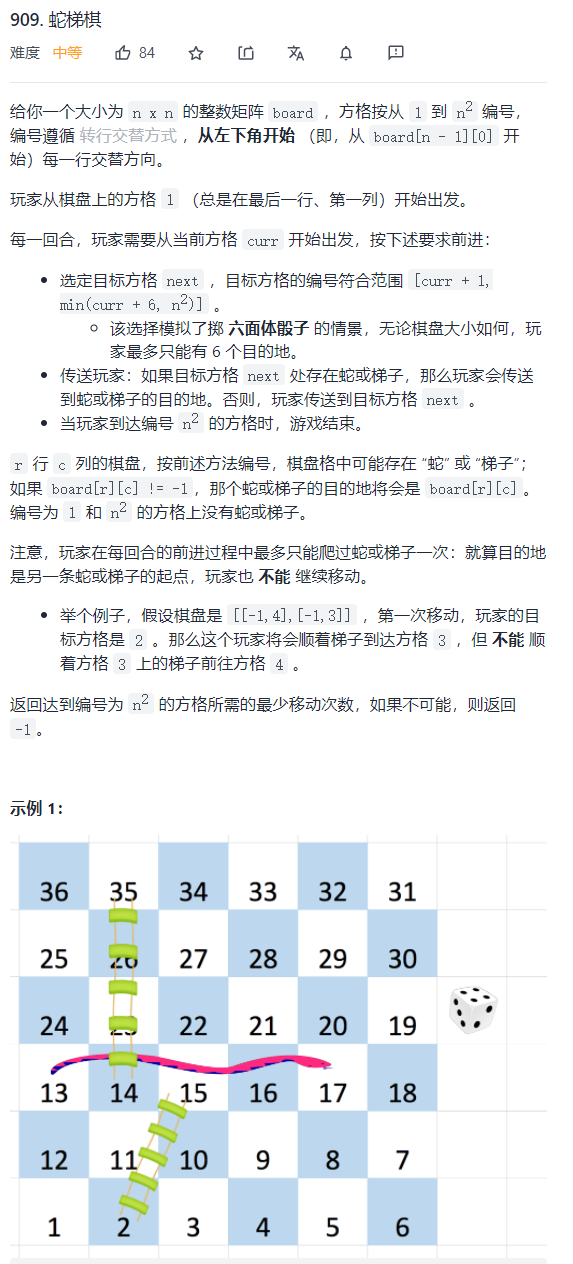 909. 蛇梯棋
难度 中等 84
给你一个大小为 n x n 的整数矩阵 board ，方格按从 1 到 n2 编号，
编号遵循 转行交替方式 ，从左下角开始 （即，从 board[n - 1][0] 开
始）每一行交替方向。
玩家从棋盘上的方格 1 （总是在最后一行、第一列）开始出发。
每一回合，玩家需要从当前方格 curr 开始出发，按下述要求前进：
• 选定目标方格 next ，目标方格的编号符合范围 [curr + 1,
min(curr + 6, n2)] 。
○ 该选择模拟了掷 六面体骰子 的情景，无论棋盘大小如何，玩
家最多只能有 6 个目的地。
• 传送玩家：如果目标方格 next 处存在蛇或梯子，那么玩家会传送
到蛇或梯子的目的地。否则，玩家传送到目标方格 next 。
• 当玩家到达编号 n2 的方格时，游戏结束。
r 行 c 列的棋盘，按前述方法编号，棋盘格中可能存在 “蛇” 或 “梯子”；
如果 board[r][c] != -1 ，那个蛇或梯子的目的地将会是 board[r][c] 。
编号为 1 和 n2 的方格上没有蛇或梯子。
注意，玩家在每回合的前进过程中最多只能爬过蛇或梯子一次：就算目的地
是另一条蛇或梯子的起点，玩家也 不能 继续移动。
• 举个例子，假设棋盘是 [[-1,4],[-1,3]] ，第一次移动，玩家的目
标方格是 2 。那么这个玩家将会顺着梯子到达方格 3 ，但 不能 顺
着方格 3 上的梯子前往方格 4 。
返回达到编号为 n2 的方格所需的最少移动次数，如果不可能，则返回
-1 。
示例 1：
36 35 34 33 32 31
25 26 27 28 29 30
24 23 22 21 20 19
13 14 15 16 17 18
12 11 10 9 8 7
1 2 3 4 5 6